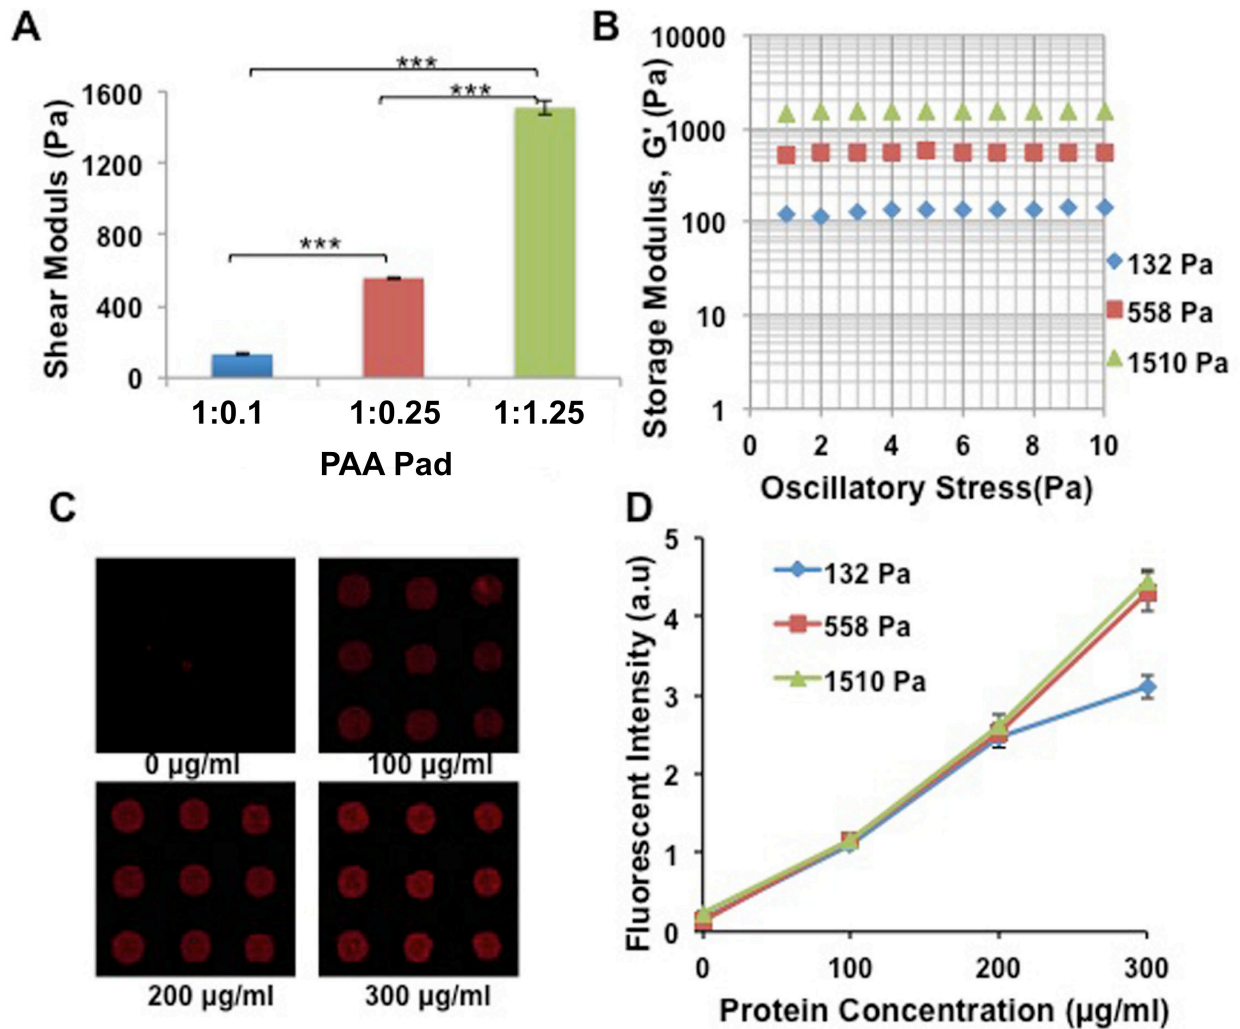 A
Shear Moduls (Pa)
***
***
***
1600
1200
800
400
0
1:0.1 1:0.25 1:1.25
PAA Pad
B
Storage Modulus, G' (Pa)
10000
1000
100
10
1
0 2 4 6 8 10
Oscillatory Stress(Pa)
132 Pa
558 Pa
1510 Pa
C
0 µg/ml 100 µg/ml
200 µg/ml 300 µg/ml
D
Fluorescent Intensity (a.u)
5
4
3
2
1
0
132 Pa
558 Pa
1510 Pa
0 100 200 300
Protein Concentration (µg/ml)